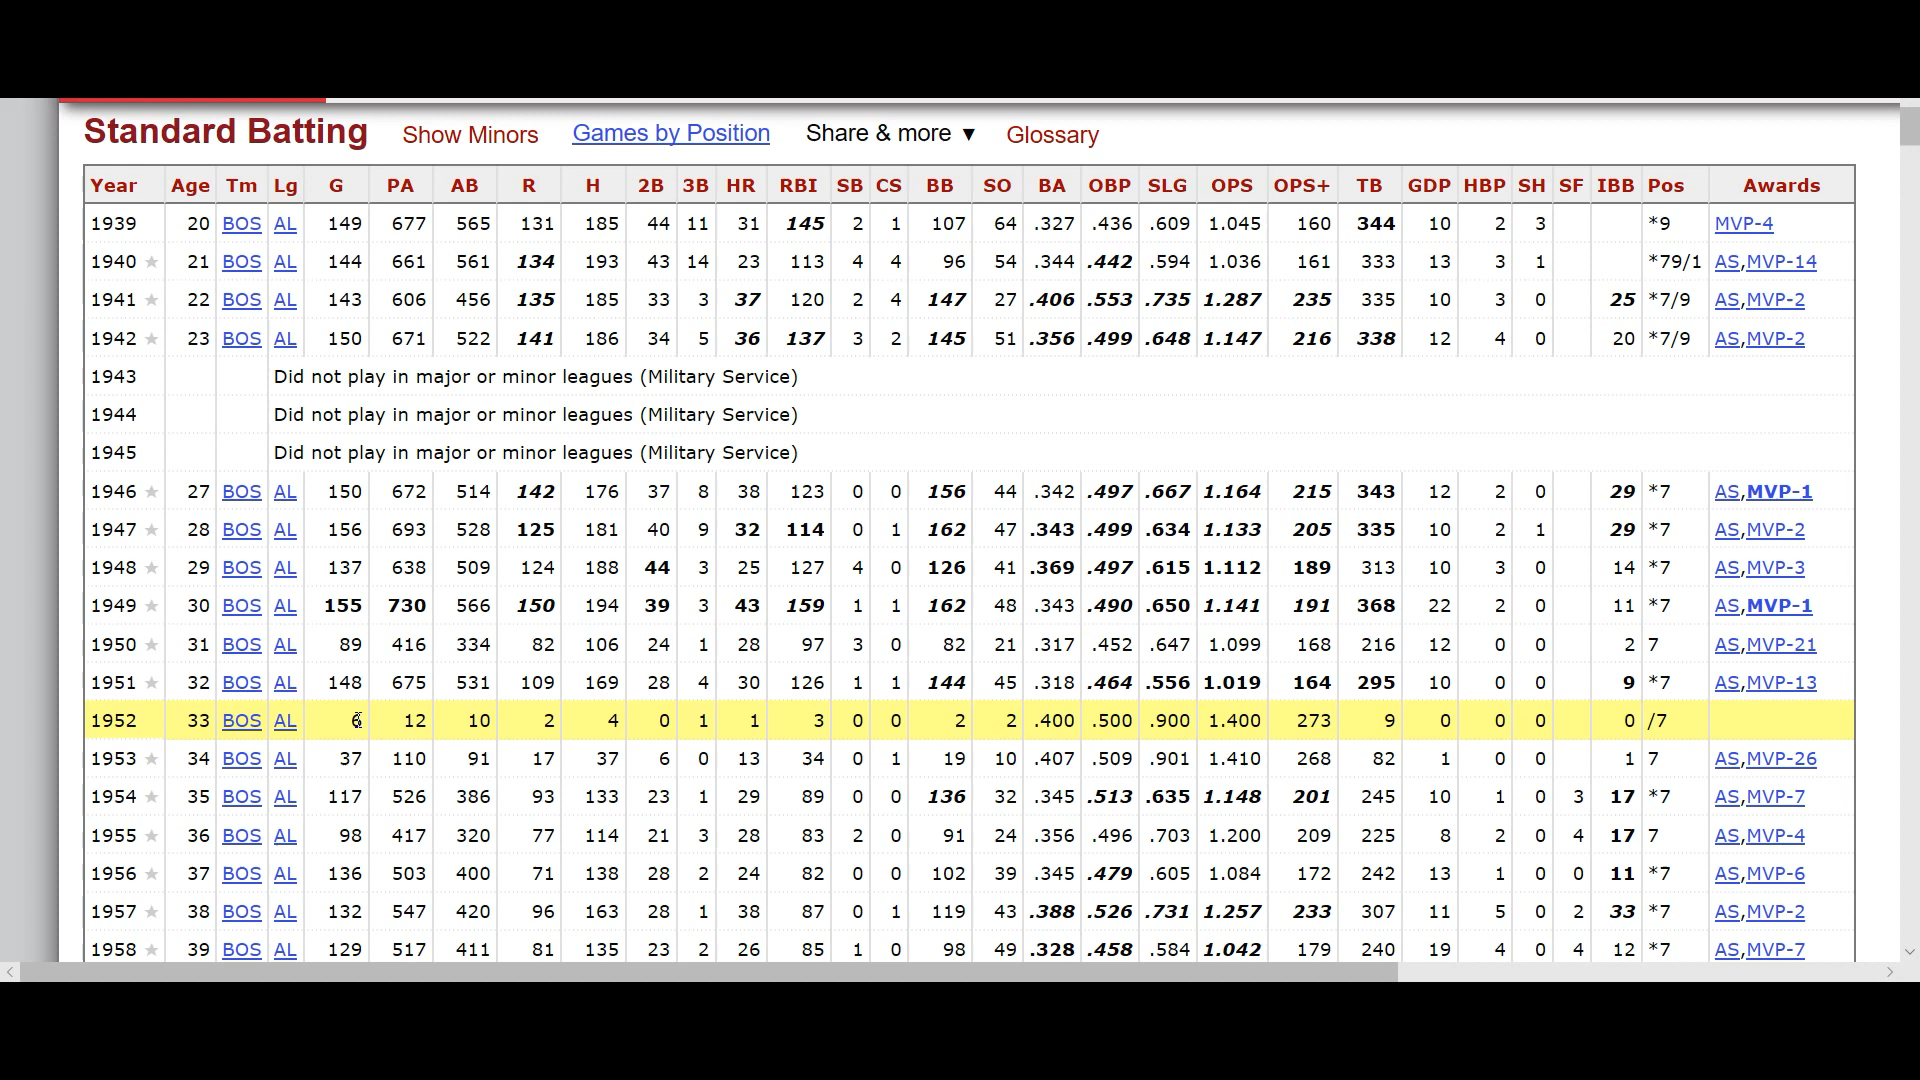 Standard Batting Show Minors Games by Position Share & more ▼ Glossary
Year Age Tm Lg G PA AB R H 2B 3B HR RBI SB CS BB SO BA OBP SLG OPS OPS+ TB GDP HBP SH SF IBB Pos Awards
1939 20 BOS AL 149 677 565 131 185 44 11 31 145 2 1 107 64 .327 .436 .609 1.045 160 344 10 2 3 *9 MVP-4
1940 ★ 21 BOS AL 144 661 561 134 193 43 14 23 113 4 4 96 54 .344 .442 .594 1.036 161 333 13 3 1 *79/1 AS,MVP-14
1941 ★ 22 BOS AL 143 606 456 135 185 33 3 37 120 2 4 147 27 .406 .553 .735 1.287 235 335 10 3 0 25 *7/9 AS,MVP-2
1942 ★ 23 BOS AL 150 671 522 141 186 34 5 36 137 3 2 145 51 .356 .499 .648 1.147 216 338 12 4 0 20 *7/9 AS,MVP-2
1943 Did not play in major or minor leagues (Military Service)
1944 Did not play in major or minor leagues (Military Service)
1945 Did not play in major or minor leagues (Military Service)
1946 ★ 27 BOS AL 150 672 514 142 176 37 8 38 123 0 0 156 44 .342 .497 .667 1.164 215 343 12 2 0 29 *7 AS,MVP-1
1947 ★ 28 BOS AL 156 693 528 125 181 40 9 32 114 0 1 162 47 .343 .499 .634 1.133 205 335 10 2 1 29 *7 AS,MVP-2
1948 ★ 29 BOS AL 137 638 509 124 188 44 3 25 127 4 0 126 41 .369 .497 .615 1.112 189 313 10 3 0 14 *7 AS,MVP-3
1949 ★ 30 BOS AL 155 730 566 150 194 39 3 43 159 1 1 162 48 .343 .490 .650 1.141 191 368 22 2 0 11 *7 AS,MVP-1
1950 ★ 31 BOS AL 89 416 334 82 106 24 1 28 97 3 0 82 21 .317 .452 .647 1.099 168 216 12 0 0 2 7 AS,MVP-21
1951 ★ 32 BOS AL 148 675 531 109 169 28 4 30 126 1 1 144 45 .318 .464 .556 1.019 164 295 10 0 0 9 *7 AS,MVP-13
1952 33 BOS AL 6 12 10 2 4 0 1 1 3 0 0 2 2 .400 .500 .900 1.400 273 9 0 0 0 0 /7
1953 ★ 34 BOS AL 37 110 91 17 37 6 0 13 34 0 1 19 10 .407 .509 .901 1.410 268 82 1 0 0 1 7 AS,MVP-26
1954 ★ 35 BOS AL 117 526 386 93 133 23 1 29 89 0 0 136 32 .345 .513 .635 1.148 201 245 10 1 0 3 17 *7 AS,MVP-7
1955 ★ 36 BOS AL 98 417 320 77 114 21 3 28 83 2 0 91 24 .356 .496 .703 1.200 209 225 8 2 0 4 17 7 AS,MVP-4
1956 ★ 37 BOS AL 136 503 400 71 138 28 2 24 82 0 0 102 39 .345 .479 .605 1.084 172 242 13 1 0 0 11 *7 AS,MVP-6
1957 ★ 38 BOS AL 132 547 420 96 163 28 1 38 87 0 1 119 43 .388 .526 .731 1.257 233 307 11 5 0 2 33 *7 AS,MVP-2
1958 ★ 39 BOS AL 129 517 411 81 135 23 2 26 85 1 0 98 49 .328 .458 .584 1.042 179 240 19 4 0 4 12 *7 AS,MVP-7